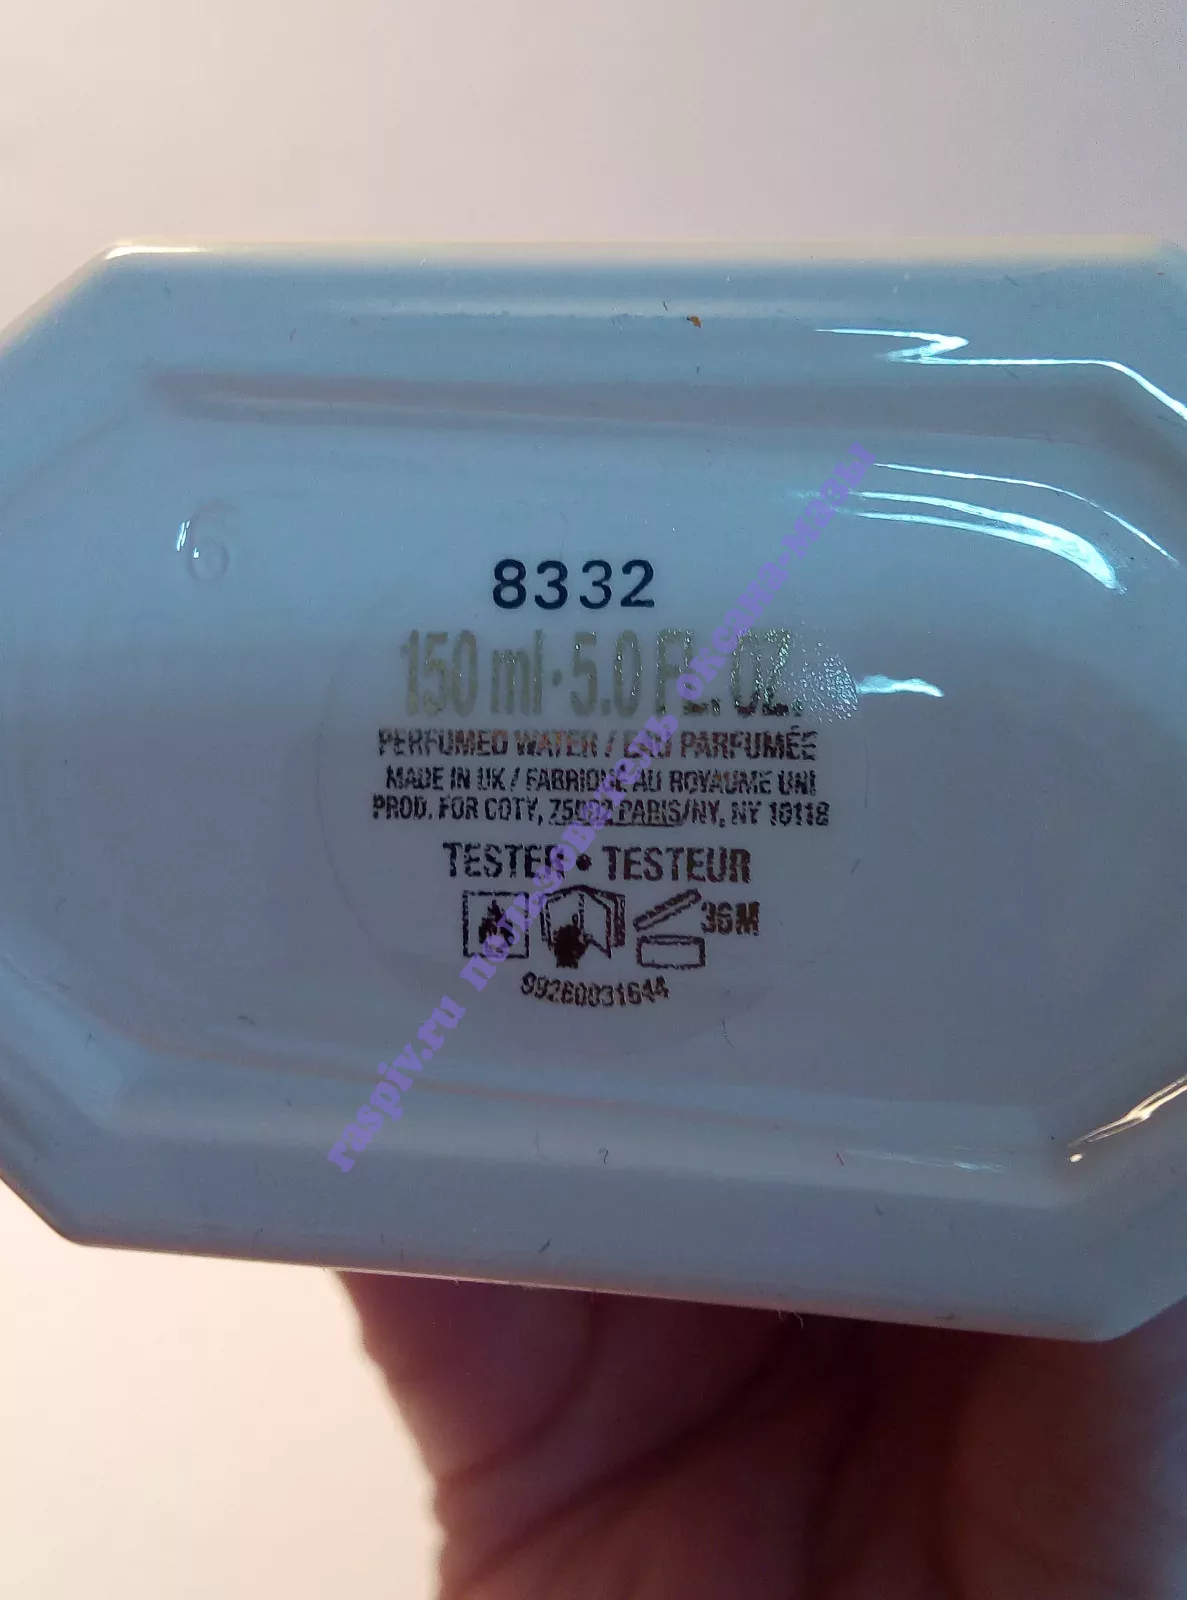 6
8332
150 ml · 5.0 FL. OZ.
PERFUMED WATER / EAU PARFUMÉE
MADE IN UK / FABRIQUÉ AU ROYAUME UNI
PROD. FOR COTY, 75002 PARIS/NY, NY 10118
TESTER • TESTEUR
36M
99260031644
raspiv.ru пользователь оксана-мазы